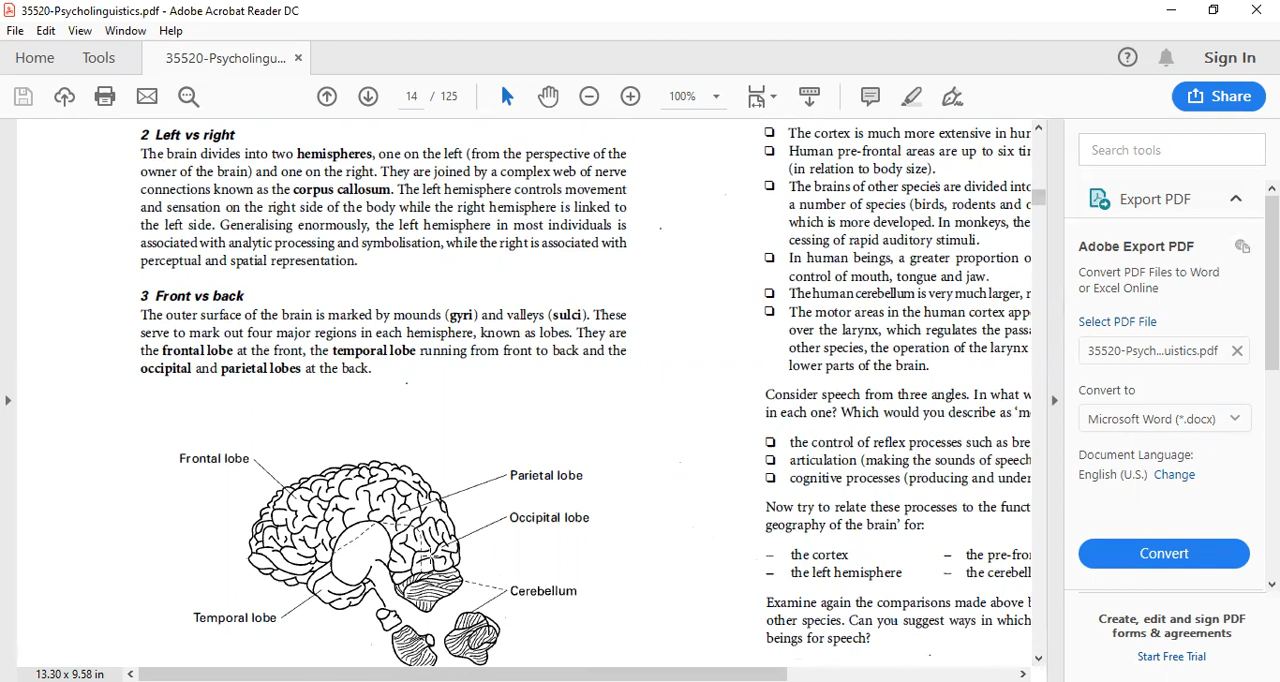 35520-Psycholinguistics.pdf - Adobe Acrobat Reader DC
File Edit View Window Help
Home Tools 35520-Psycholingu... × Sign In
14 / 125 100% Share
2 Left vs right
The brain divides into two hemispheres, one on the left (from the perspective of the
owner of the brain) and one on the right. They are joined by a complex web of nerve
connections known as the corpus callosum. The left hemisphere controls movement
and sensation on the right side of the body while the right hemisphere is linked to
the left side. Generalising enormously, the left hemisphere in most individuals is
associated with analytic processing and symbolisation, while the right is associated with
perceptual and spatial representation.
3 Front vs back
The outer surface of the brain is marked by mounds (gyri) and valleys (sulci). These
serve to mark out four major regions in each hemisphere, known as lobes. They are
the frontal lobe at the front, the temporal lobe running from front to back and the
occipital and parietal lobes at the back.
Frontal lobe
Parietal lobe
Occipital lobe
Cerebellum
Temporal lobe
The cortex is much more extensive in
Human pre-frontal areas are up to six
(in relation to body size).
The brains of other species are divided
a number of species (birds, rodents and
which is more developed. In monkeys, the
cessing of rapid auditory stimuli.
In human beings, a greater proportion
control of mouth, tongue and jaw.
The human cerebellum is very much larger,
The motor areas in the human cortex
over the larynx, which regulates the
other species, the operation of the larynx
lower parts of the brain.
Consider speech from three angles. In what
in each one? Which would you describe as
the control of reflex processes such as
articulation (making the sounds of speech
cognitive processes (producing and
Now try to relate these processes to the
geography of the brain’ for:
– the cortex – the
– the left hemisphere – the
Examine again the comparisons made above
other species. Can you suggest ways in which
beings for speech?
Search tools
Export PDF
Adobe Export PDF
Convert PDF Files to Word
or Excel Online
Select PDF File
35520-Psych...uistics.pdf
Convert to
Microsoft Word (*.docx)
Document Language:
English (U.S.) Change
Convert
Create, edit and sign PDF
forms & agreements
Start Free Trial
13.30 x 9.58 in